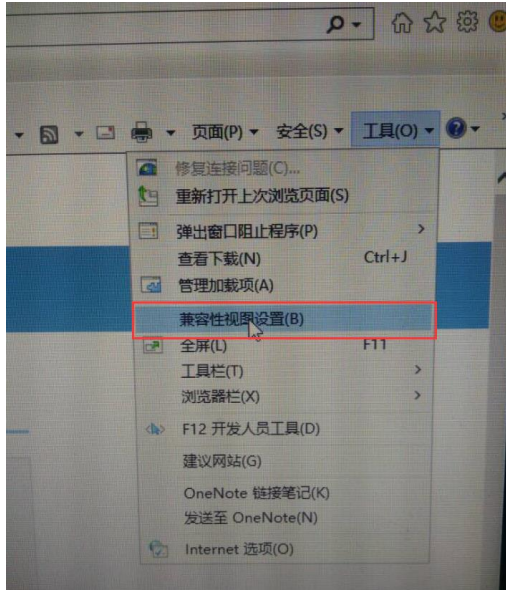 页面(P) 安全(S) 工具(O)
修复连接问题(C)...
重新打开上次浏览页面(S)
弹出窗口阻止程序(P)
查看下载(N) Ctrl+J
管理加载项(A)
兼容性视图设置(B)
全屏(L) F11
工具栏(T)
浏览器栏(X)
F12 开发人员工具(D)
建议网站(G)
OneNote 链接笔记(K)
发送至 OneNote(N)
Internet 选项(O)